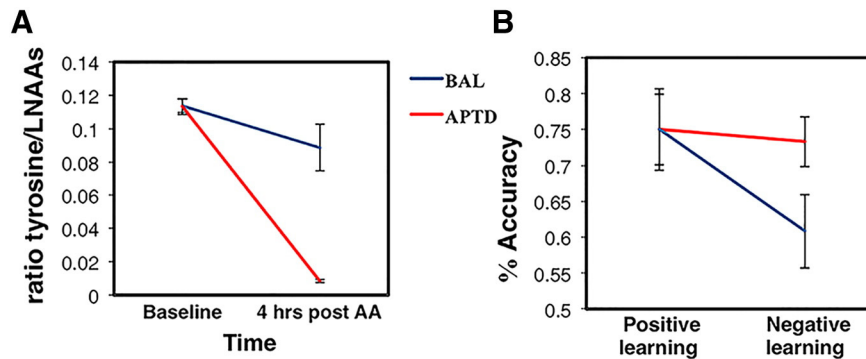 A
ratio tyrosine/LNAAs
0.14
0.12
0.1
0.08
0.06
0.04
0.02
0
Baseline
4 hrs post AA
Time
BAL
APTD
B
% Accuracy
0.85
0.8
0.75
0.7
0.65
0.6
0.55
0.5
Positive
learning
Negative
learning